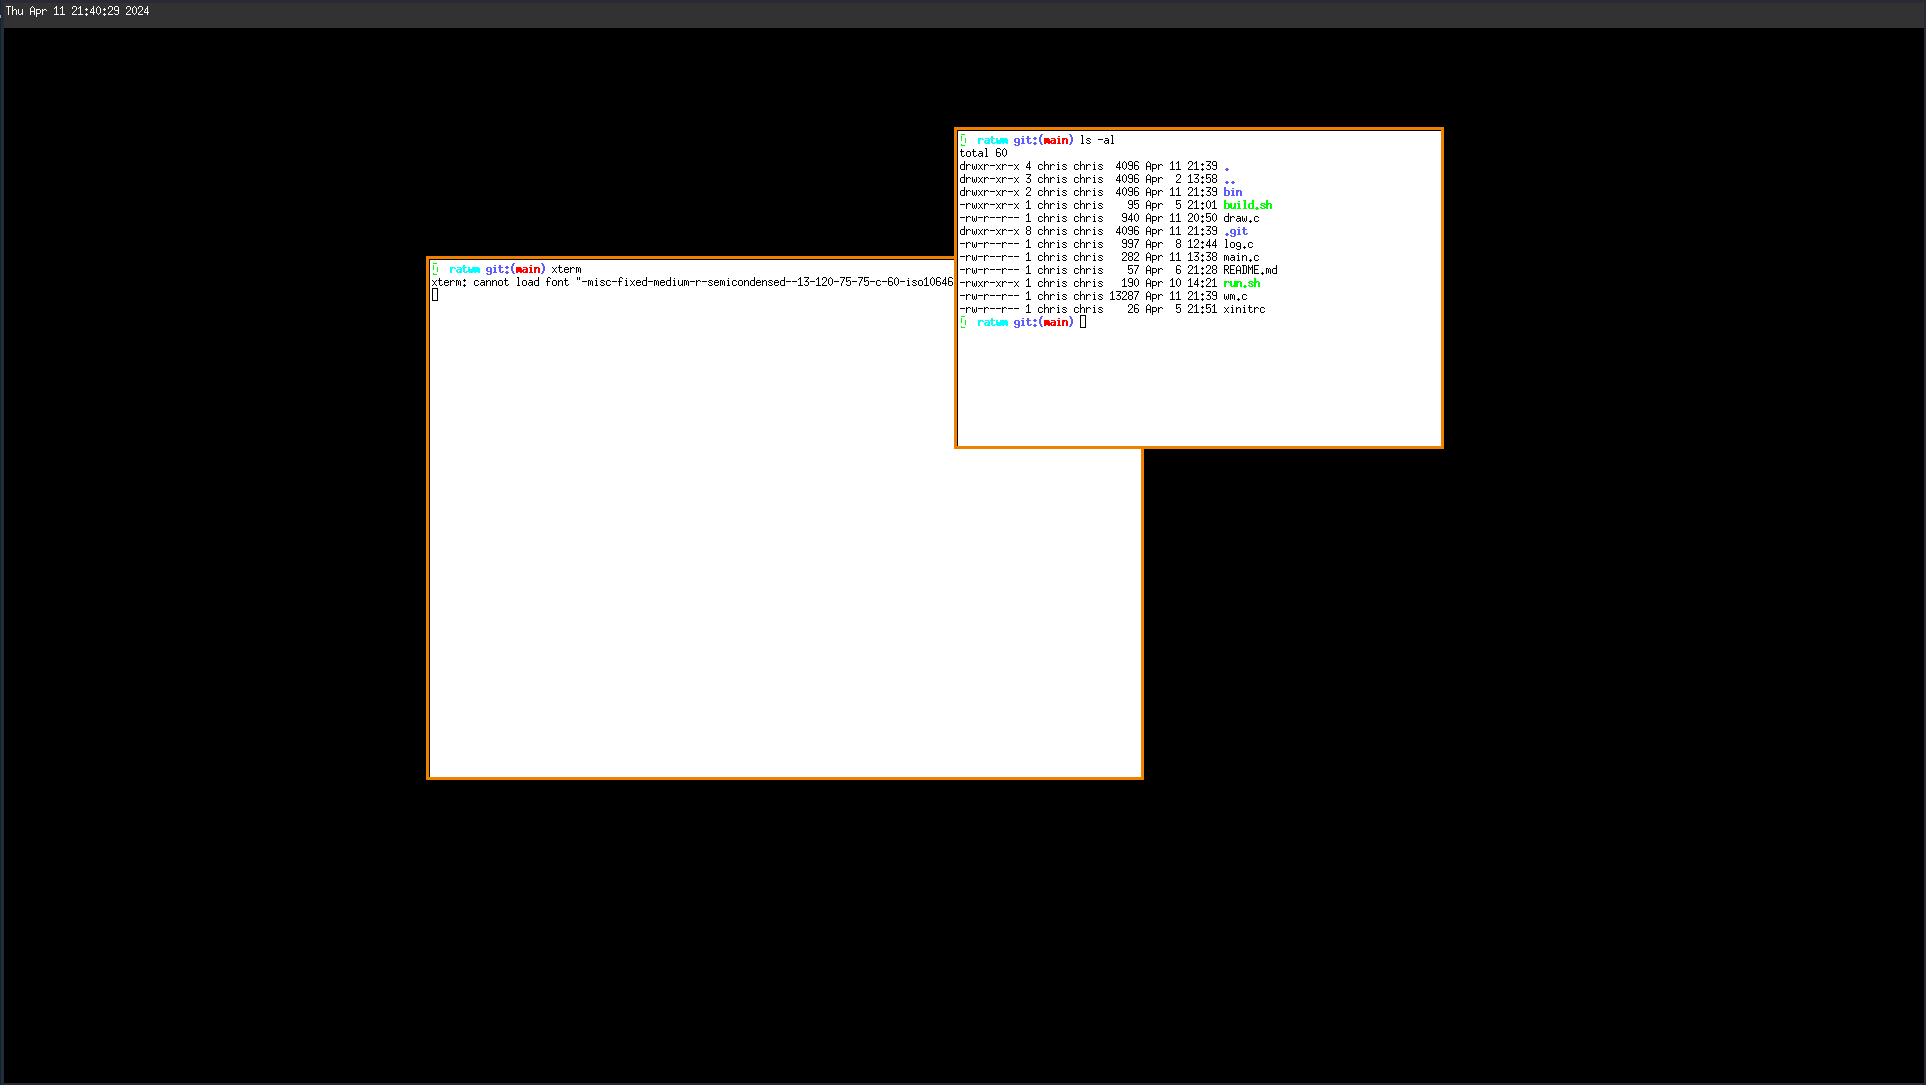 Thu Apr 11 21:40:29 2024
ratwm git:(main) ls -al
total 60
drwxr-xr-x 4 chris chris  4096 Apr 11 21:39 .
drwxr-xr-x 3 chris chris  4096 Apr  2 13:58 ..
drwxr-xr-x 2 chris chris  4096 Apr 11 21:39 bin
-rwxr-xr-x 1 chris chris    95 Apr  5 21:01 build.sh
-rw-r--r-- 1 chris chris   940 Apr 11 20:50 draw.c
drwxr-xr-x 8 chris chris  4096 Apr 11 21:39 .git
-rw-r--r-- 1 chris chris   997 Apr  8 12:44 log.c
-rw-r--r-- 1 chris chris   282 Apr 11 13:38 main.c
-rw-r--r-- 1 chris chris    57 Apr  6 21:28 README.md
-rwxr-xr-x 1 chris chris   190 Apr 10 14:21 run.sh
-rw-r--r-- 1 chris chris 13287 Apr 11 21:39 wm.c
-rw-r--r-- 1 chris chris    26 Apr  5 21:51 xinitrc
ratwm git:(main)
ratwm git:(main) xterm
xterm: cannot load font "-misc-fixed-medium-r-semicondensed--13-120-75-75-c-60-iso10646